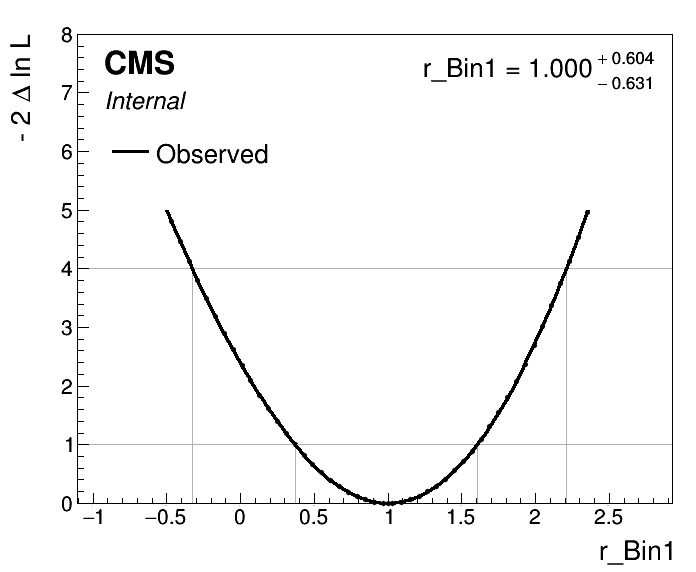 - 2 Δ ln L
8
7
6
5
4
3
2
1
0
CMS
Internal
r_Bin1 = 1.000 + 0.604 − 0.631
Observed
−1 −0.5 0 0.5 1 1.5 2 2.5
r_Bin1